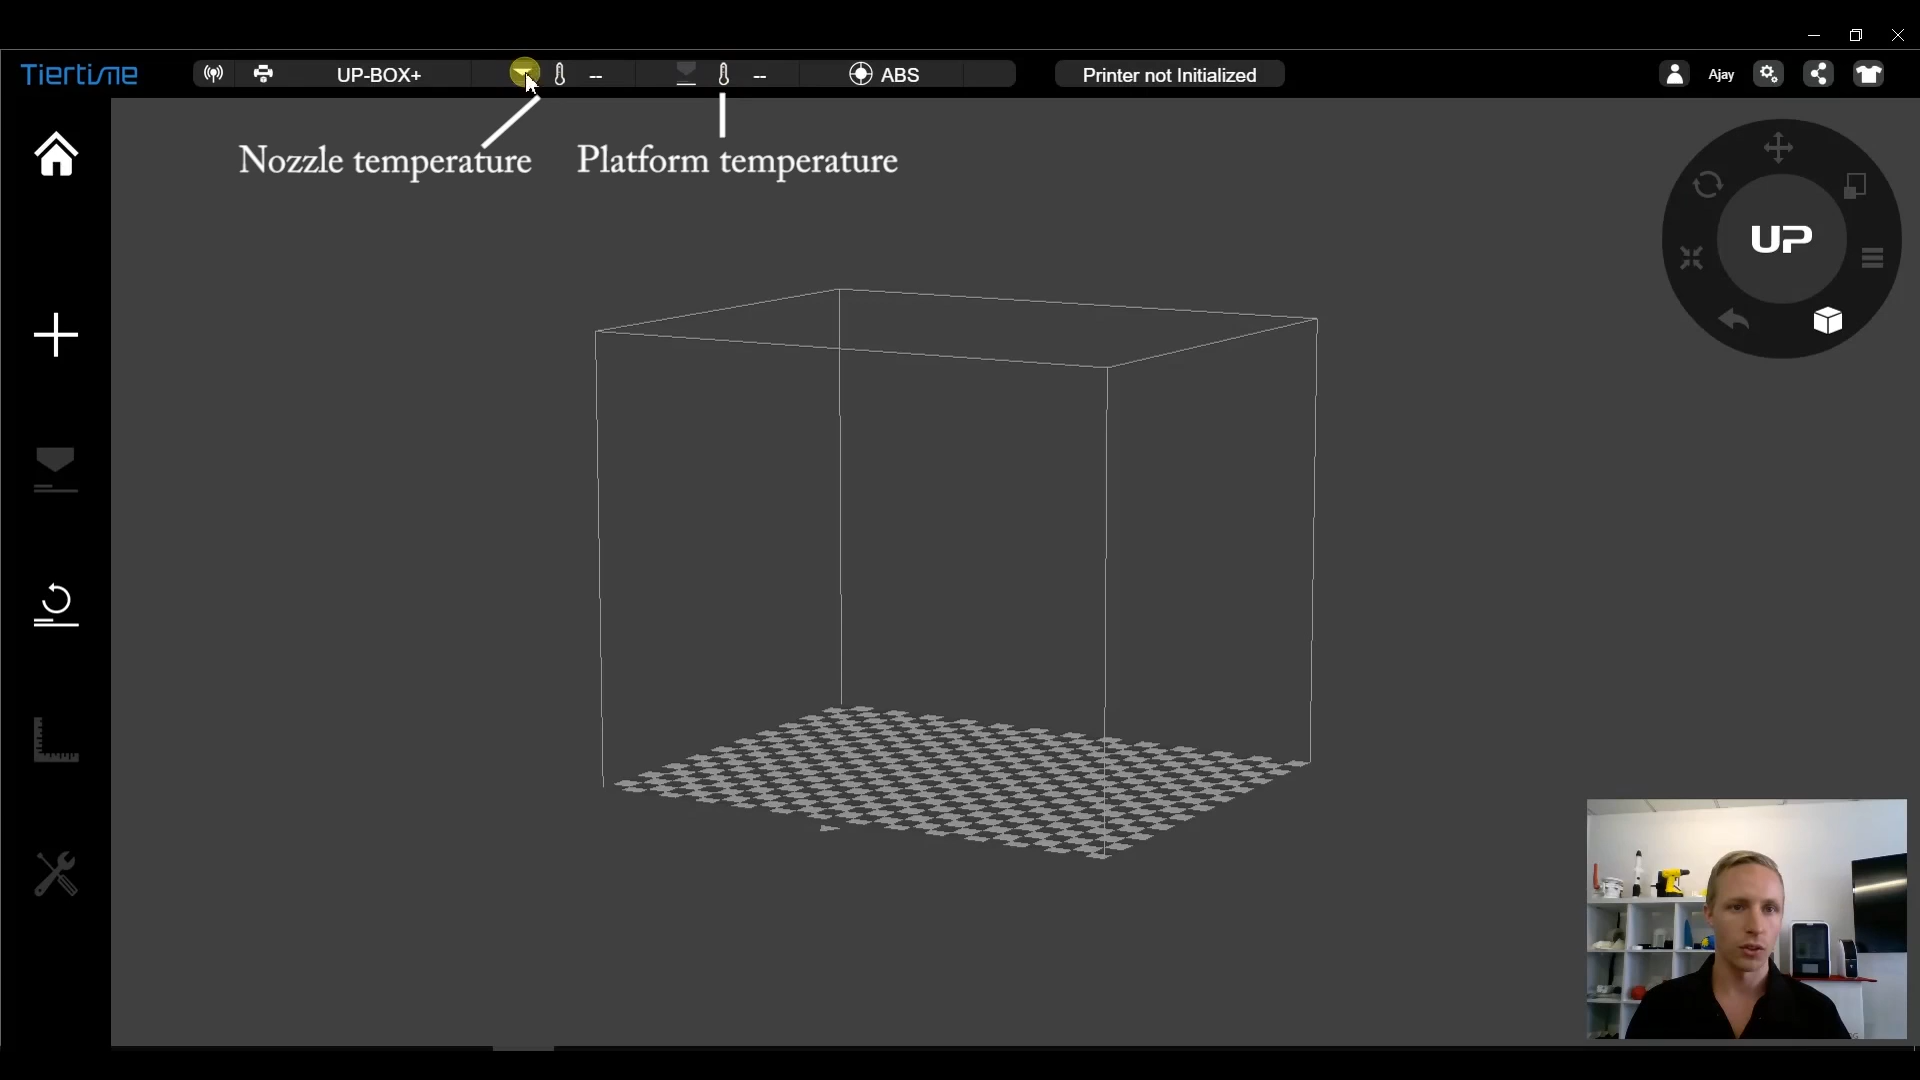 Tiertime
UP-BOX+
--
--
ABS
Printer not Initialized
Ajay
Nozzle temperature
Platform temperature
UP